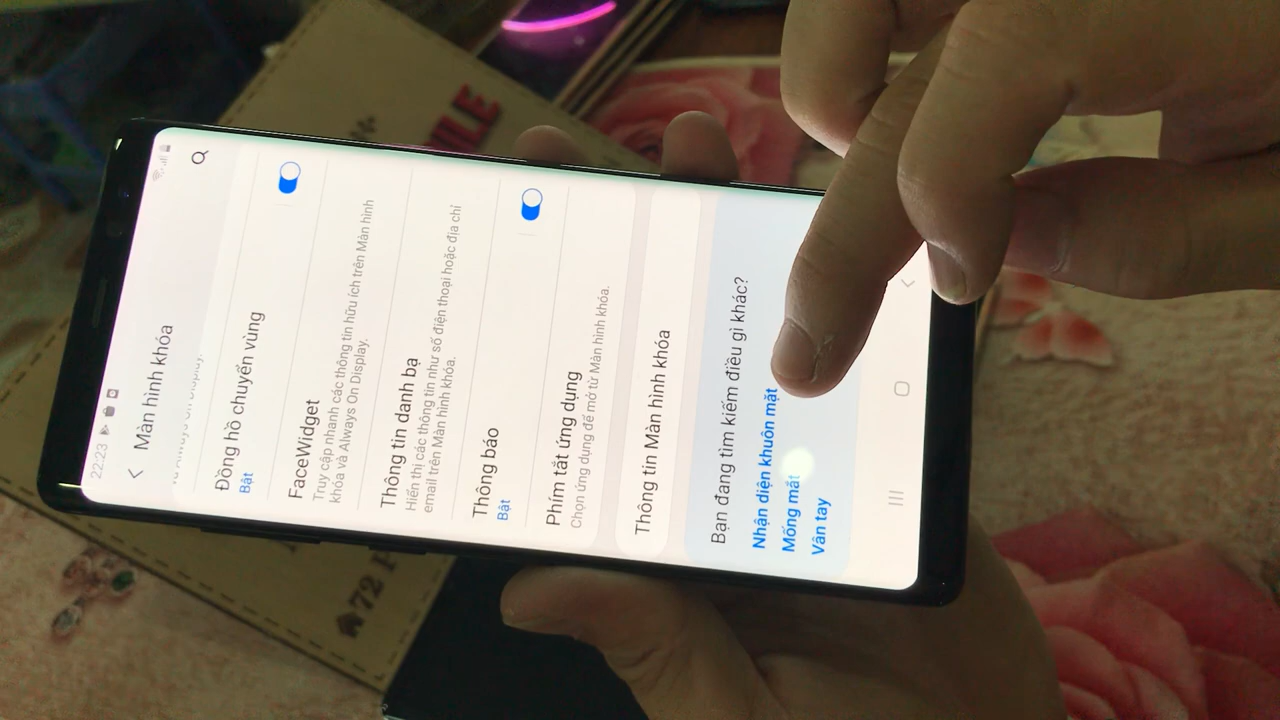 22:23
Màn hình khóa
Always On Display.
Đồng hồ chuyển vùng
Bật
FaceWidget
Truy cập nhanh các thông tin hữu ích trên Màn hình
khóa và Always On Display.
Thông tin danh bạ
Hiển thị các thông tin như số điện thoại hoặc địa chỉ
email trên Màn hình khóa.
Thông báo
Bật
Phím tắt ứng dụng
Chọn ứng dụng để mở từ Màn hình khóa.
Thông tin Màn hình khóa
Bạn đang tìm kiếm điều gì khác?
Nhận diện khuôn mặt
Mống mắt
Vân tay
72